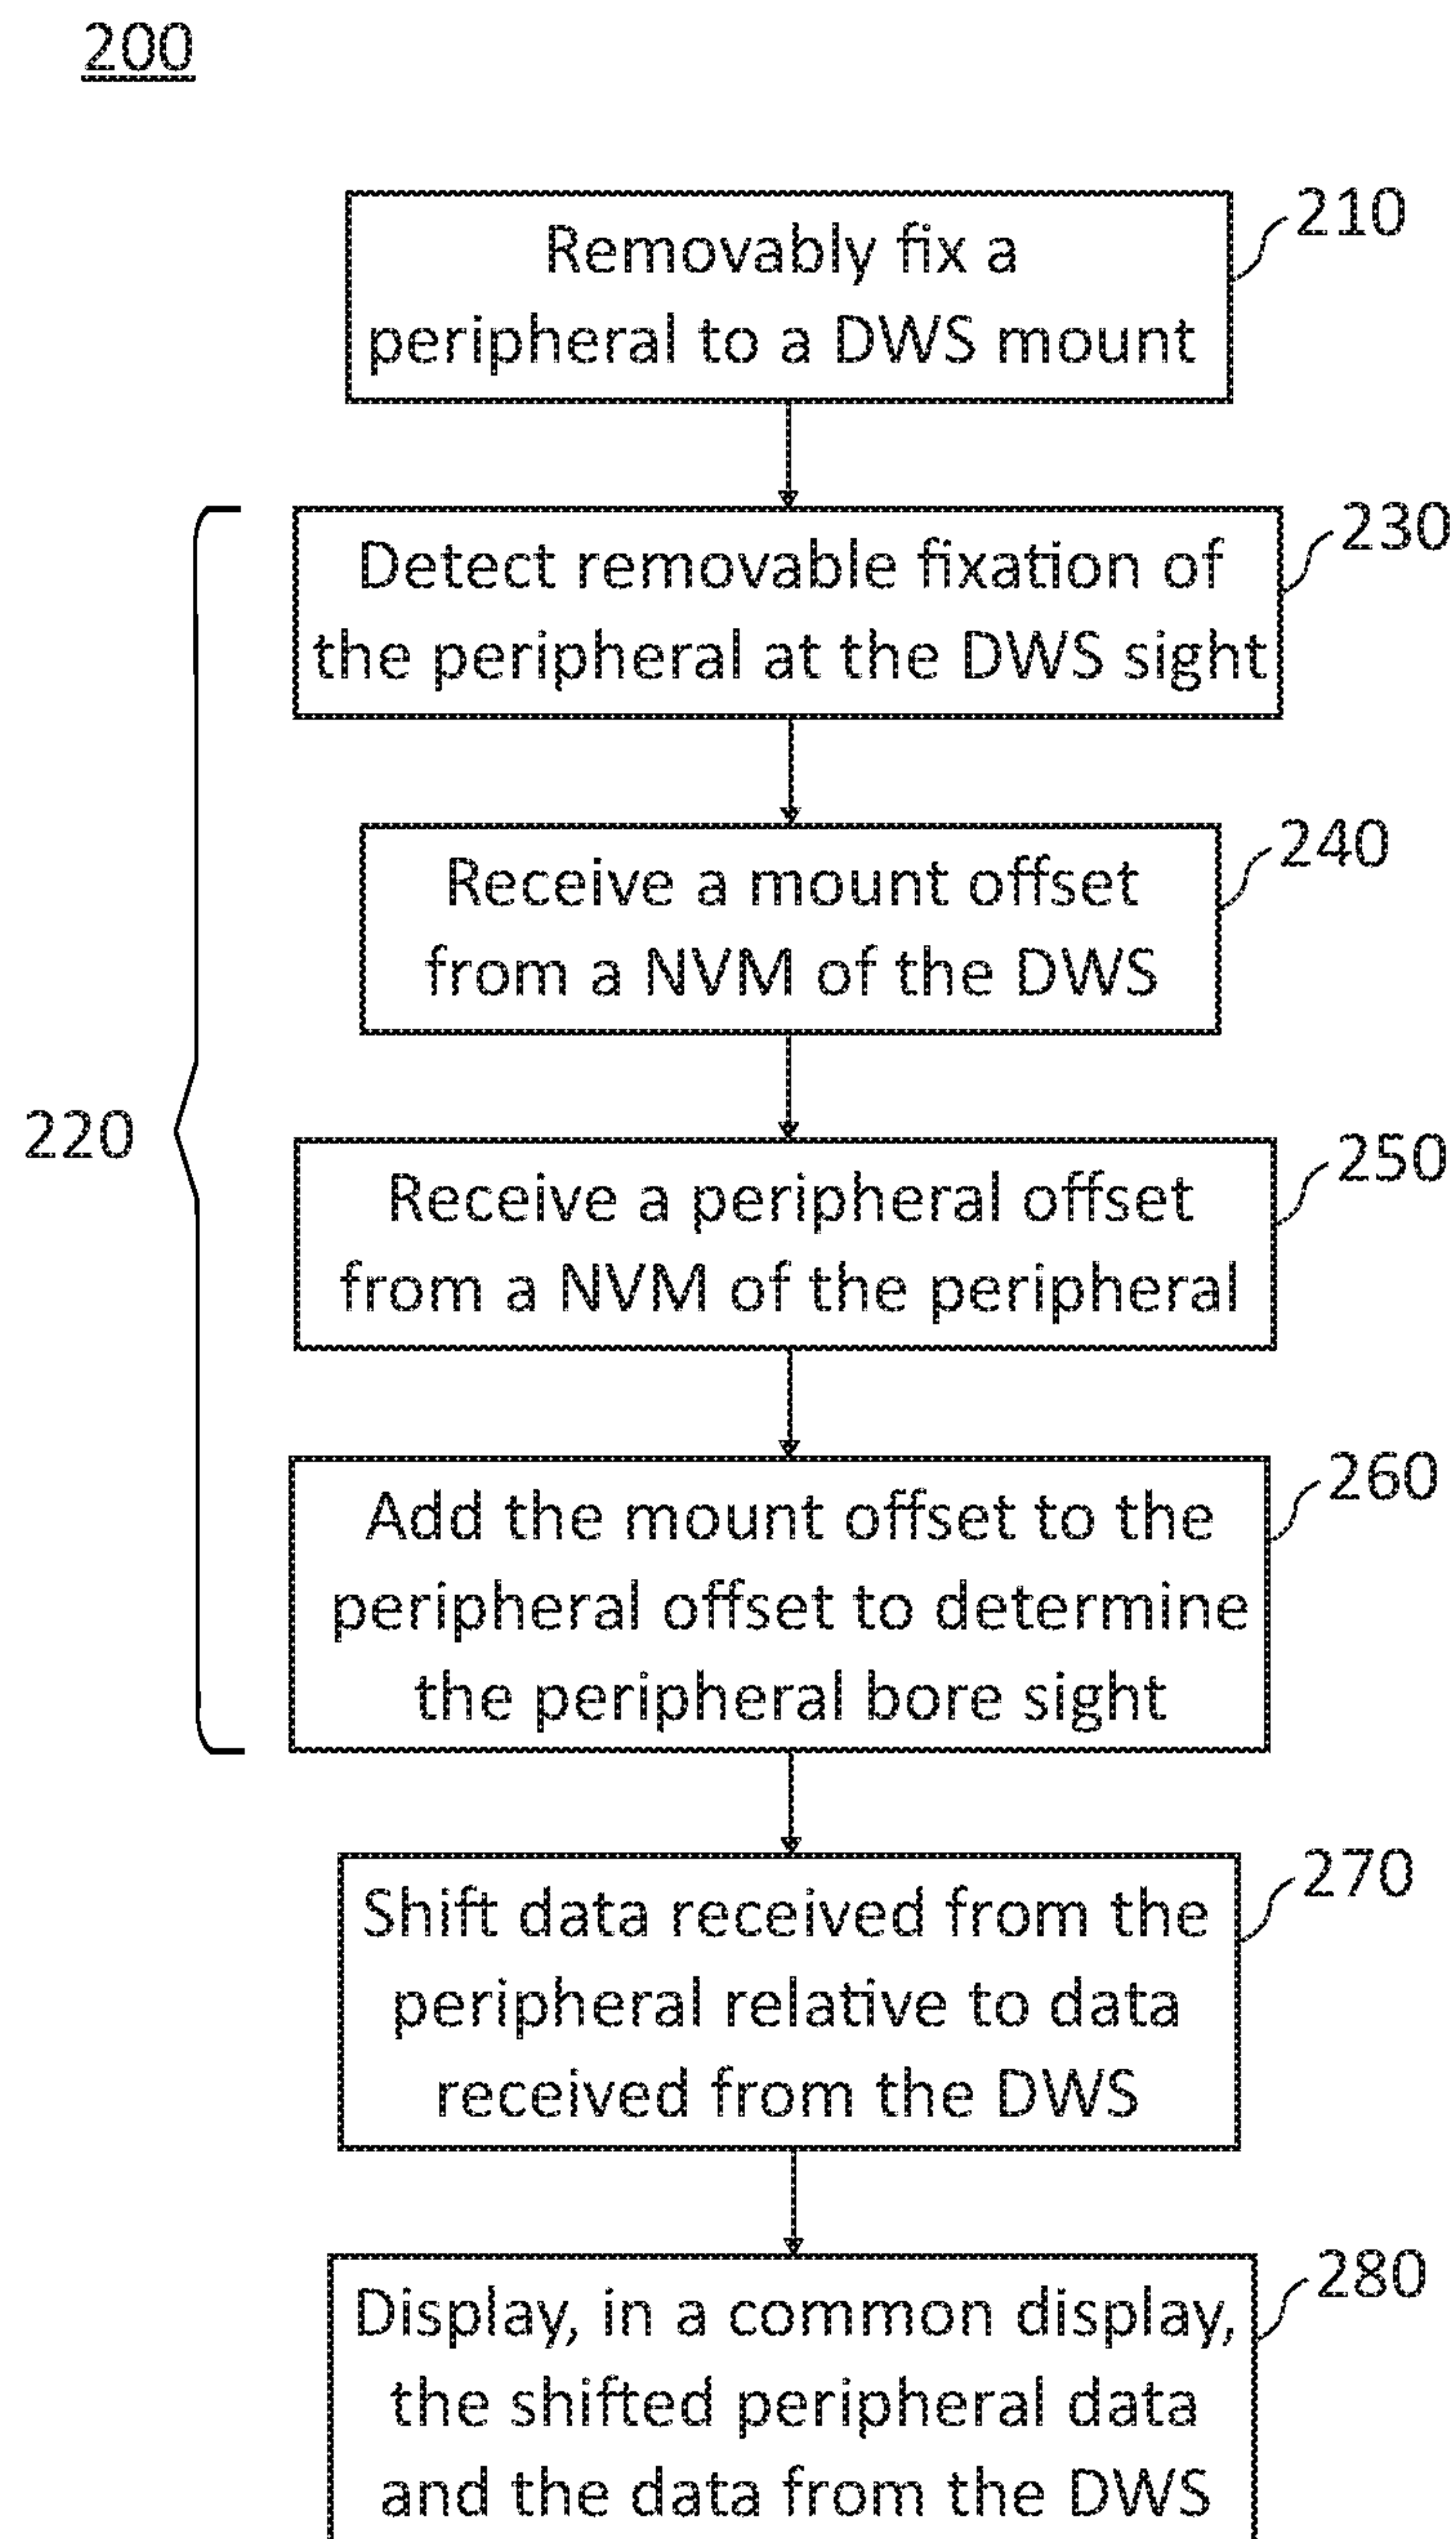 200
Removably fix a
peripheral to a DWS mount
210
Detect removable fixation of
the peripheral at the DWS sight
230
Receive a mount offset
from a NVM of the DWS
240
220
Receive a peripheral offset
from a NVM of the peripheral
250
Add the mount offset to the
peripheral offset to determine
the peripheral bore sight
260
Shift data received from the
peripheral relative to data
received from the DWS
270
Display, in a common display,
the shifted peripheral data
and the data from the DWS
280